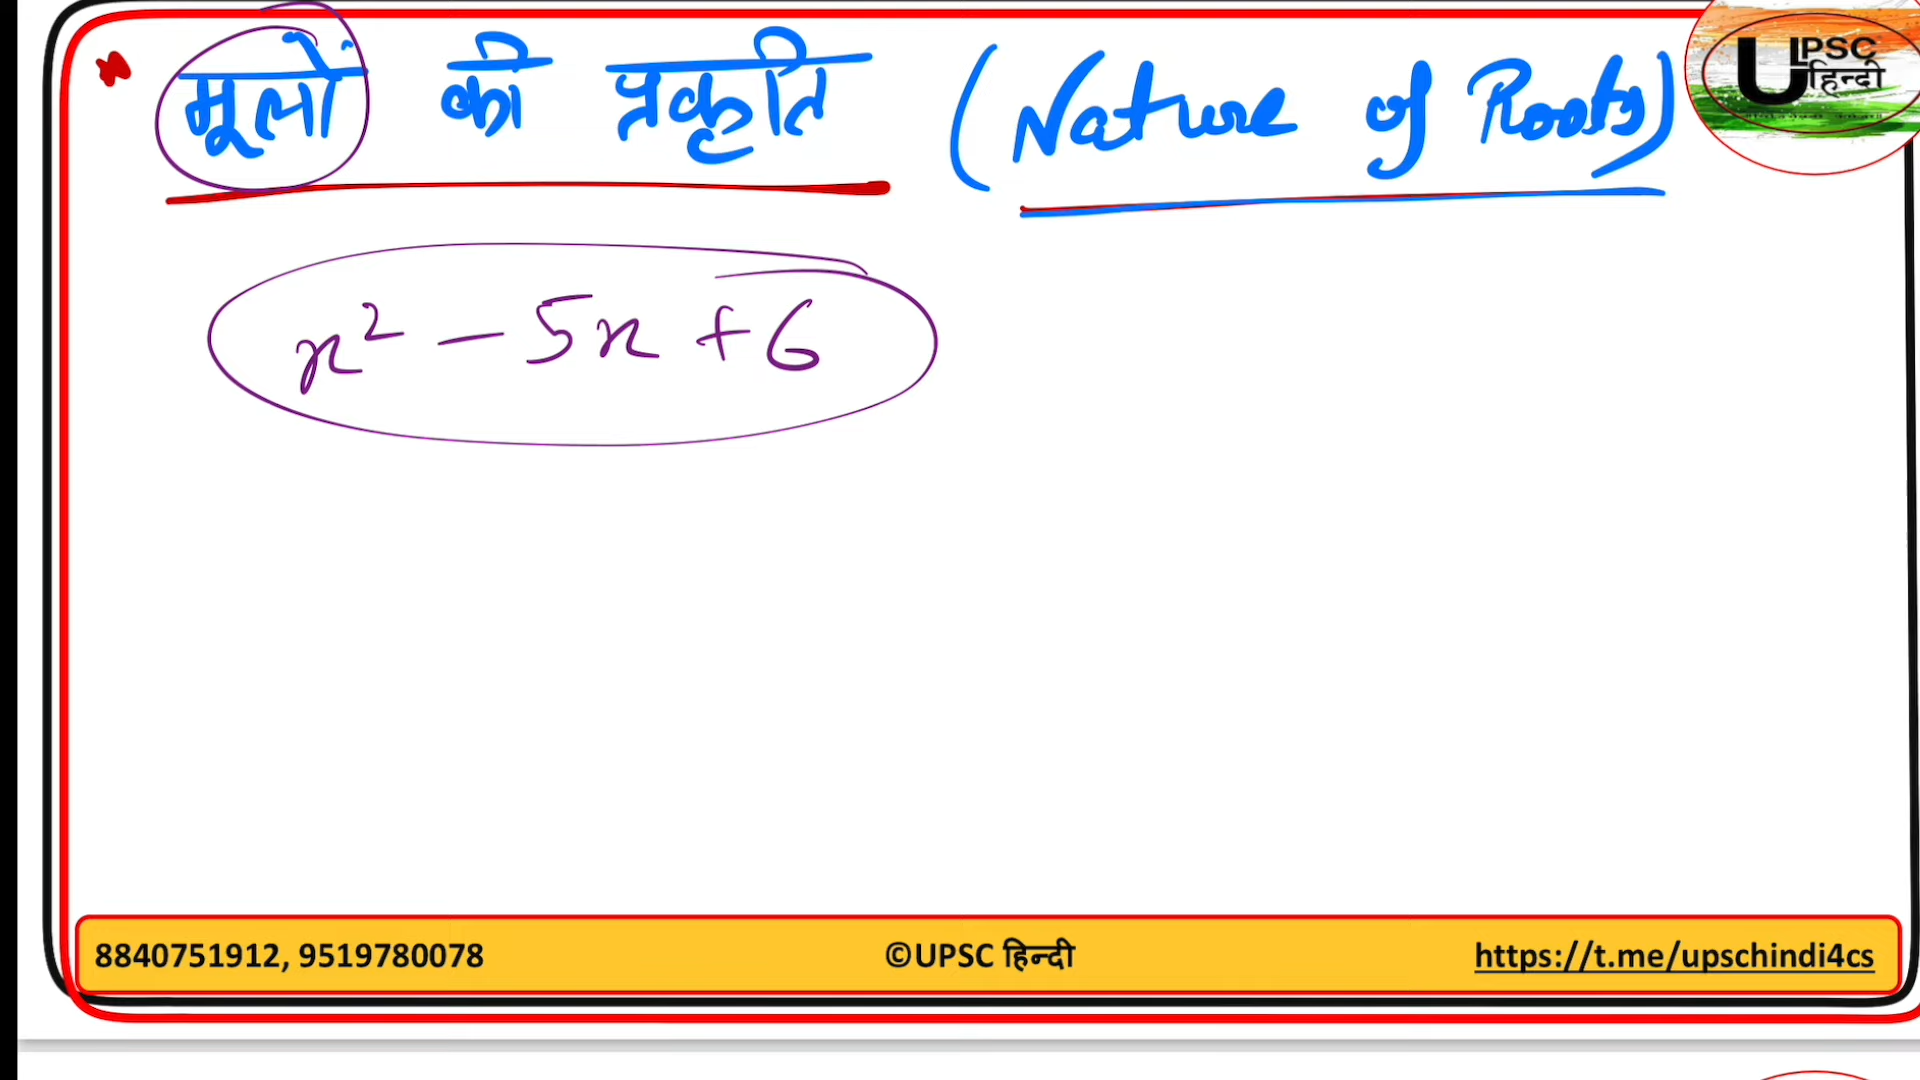 मूलों की प्रकृति (Nature of Roots)
UPSC
हिन्दी
x² - 5x + 6
8840751912, 9519780078 ©UPSC हिन्दी https://t.me/upschindi4cs